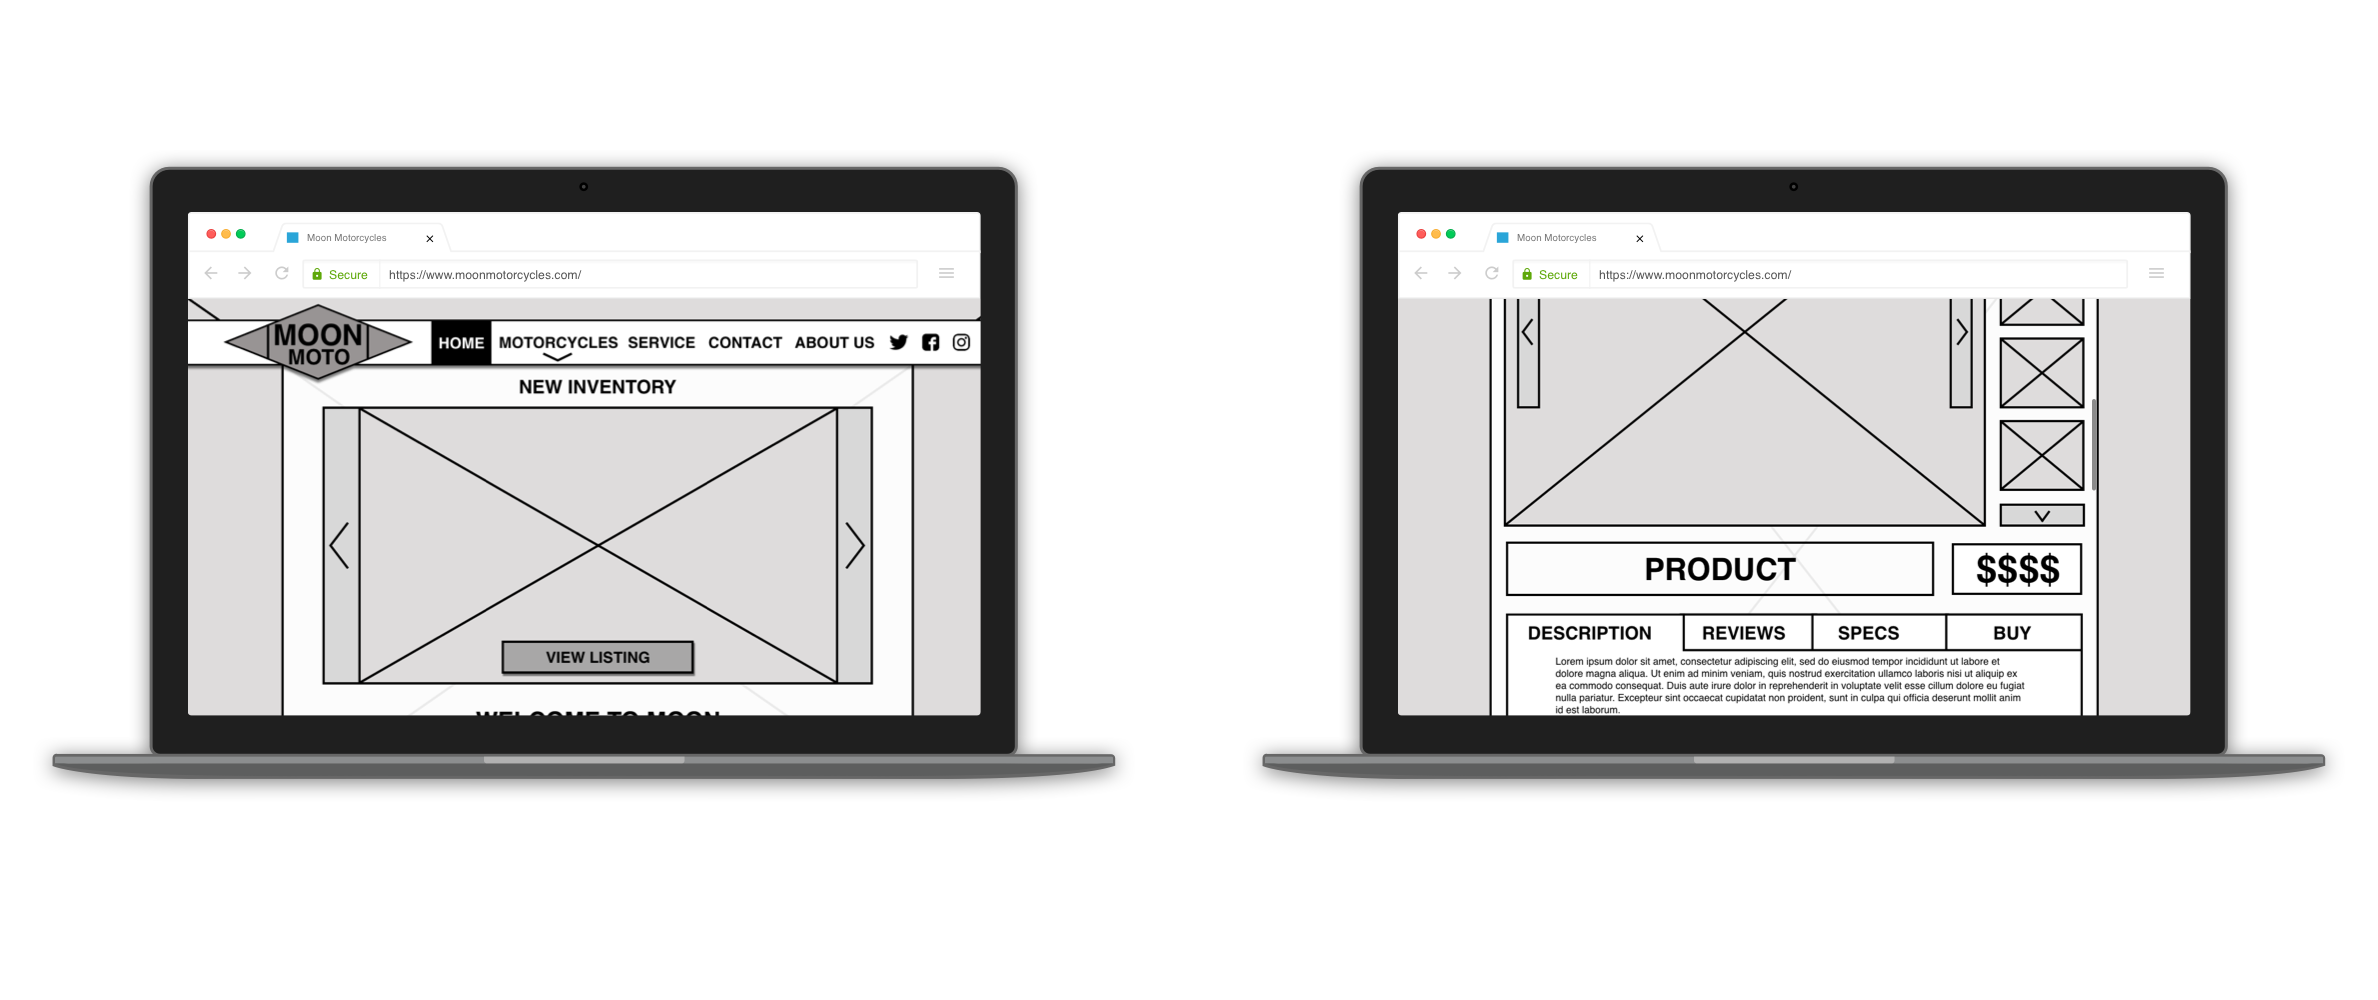 Moon Motorcycles
Secure
https://www.moonmotorcycles.com/
MOON
MOTO
HOME MOTORCYCLES SERVICE CONTACT ABOUT US
NEW INVENTORY
VIEW LISTING
WELCOME TO MOON
Moon Motorcycles
Secure
https://www.moonmotorcycles.com/
PRODUCT
$$$$
DESCRIPTION REVIEWS SPECS BUY
Lorem ipsum dolor sit amet, consectetur adipiscing elit, sed do eiusmod tempor incididunt ut labore et
dolore magna aliqua. Ut enim ad minim veniam, quis nostrud exercitation ullamco laboris nisi ut aliquip ex
ea commodo consequat. Duis aute irure dolor in reprehenderit in voluptate velit esse cillum dolore eu fugiat
nulla pariatur. Excepteur sint occaecat cupidatat non proident, sunt in culpa qui officia deserunt mollit anim
id est laborum.